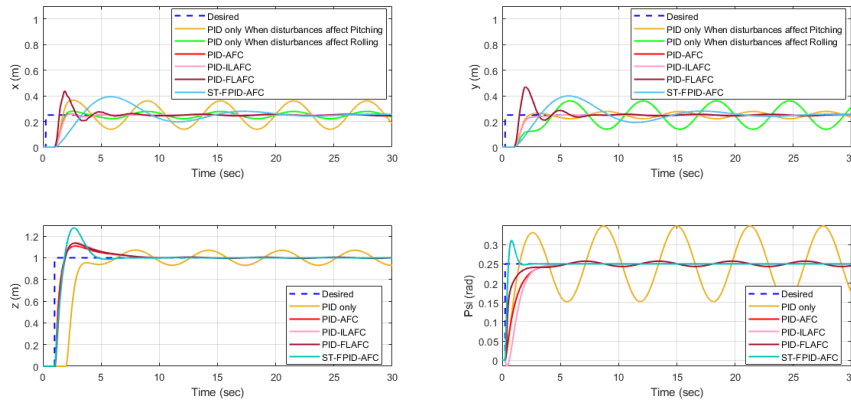 1
0.8
0.6
0.4
0.2
0
x (m)
Desired
PID only When disturbances affect Pitching
PID only When disturbances affect Rolling
PID-AFC
PID-ILAFC
PID-FLAFC
ST-FPID-AFC
0 5 10 15 20 25 30
Time (sec)
1
0.8
0.6
0.4
0.2
0
y (m)
Desired
PID only When disturbances affect Pitching
PID only When disturbances affect Rolling
PID-AFC
PID-ILAFC
PID-FLAFC
ST-FPID-AFC
0 5 10 15 20 25 30
Time (sec)
1.2
1
0.8
0.6
0.4
0.2
0
z (m)
Desired
PID only
PID-AFC
PID-ILAFC
PID-FLAFC
ST-FPID-AFC
0 5 10 15 20 25 30
Time (sec)
0.3
0.25
0.2
0.15
0.1
0.05
0
Psi (rad)
Desired
PID only
PID-AFC
PID-ILAFC
PID-FLAFC
ST-FPID-AFC
0 5 10 15 20 25 30
Time (sec)